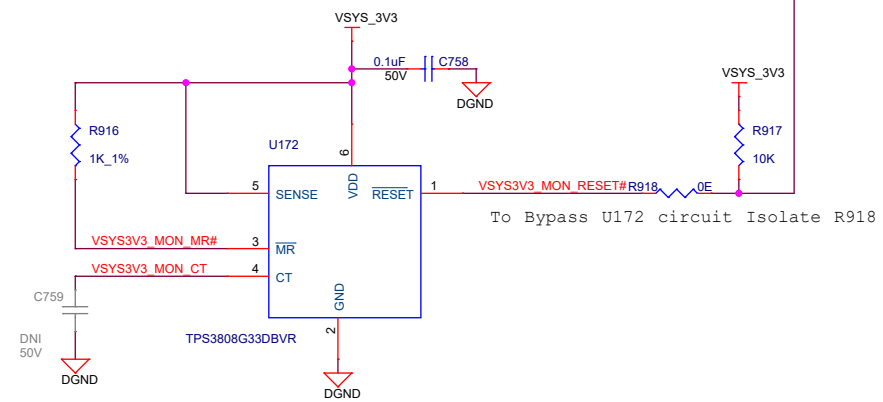 VSYS_3V3
0.1uF C758
50V
DGND
VSYS_3V3
R916
1K_1%
R917
10K
U172
6
VDD
5 SENSE
RESET 1
VSYS3V3_MON_RESET# R918 0E
To Bypass U172 circuit Isolate R918
VSYS3V3_MON_MR# 3 MR
VSYS3V3_MON_CT 4 CT
C759
GND
2
DNI
50V
TPS3808G33DBVR
DGND
DGND